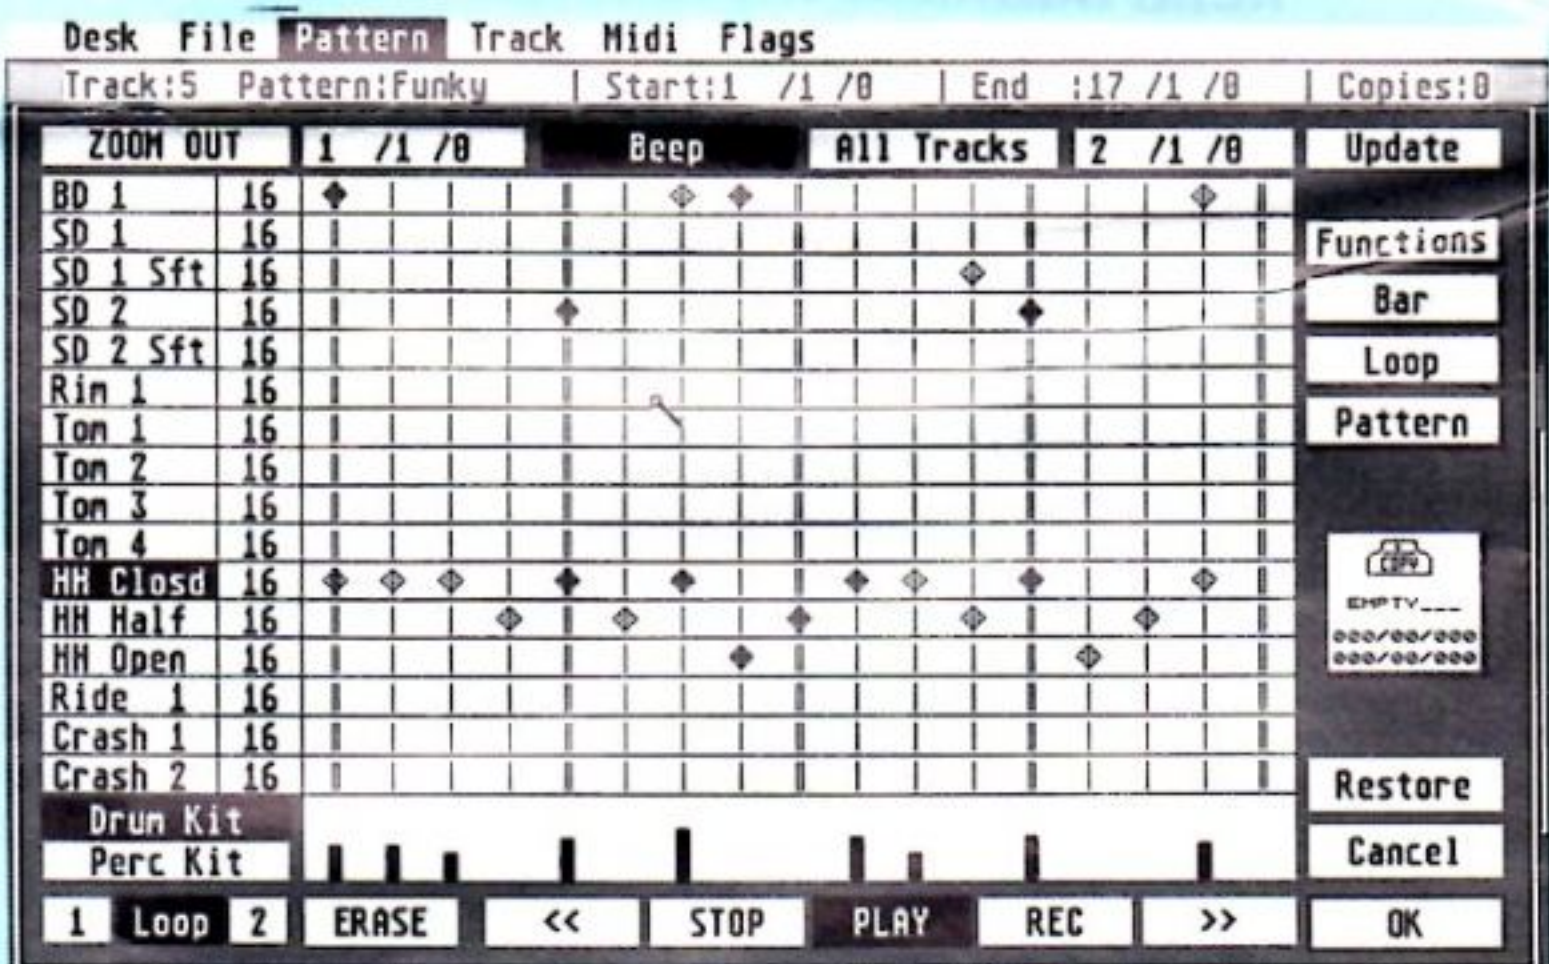 Desk File Pattern Track Midi Flags
Track:5 Pattern:Funky | Start:1 /1 /0 | End :17 /1 /0 | Copies:0
ZOOM OUT 1 /1 /0 Beep All Tracks 2 /1 /0 Update
BD 1 16
SD 1 16
Functions
SD 1 Sft 16
SD 2 16
Bar
SD 2 Sft 16
Loop
Rim 1 16
Tom 1 16
Pattern
Tom 2 16
Tom 3 16
Tom 4 16
COPY
HH Closd 16
EMPTY___
HH Half 16
000/00/000
HH Open 16
000/00/000
Ride 1 16
Crash 1 16
Crash 2 16
Restore
Drum Kit
Perc Kit
Cancel
1 Loop 2 ERASE << STOP PLAY REC >> OK